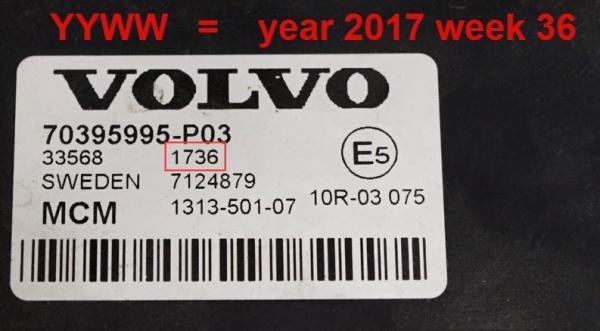 YYWW = year 2017 week 36
VOLVO
70395995-P03
33568 1736
SWEDEN 7124879
MCM 1313-501-07 10R-03 075
E5